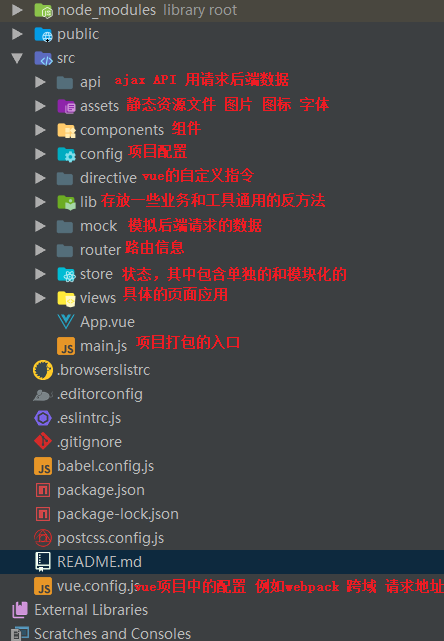 node_modules library root
public
src
api ajax API 用请求后端数据
assets 静态资源文件 图片 图标 字体
components 组件
config 项目配置
directive vue的自定义指令
lib 存放一些业务和工具通用的反方法
mock 模拟后端请求的数据
router 路由信息
store 状态，其中包含单独的和模块化的
views 具体的页面应用
App.vue
JS main.js 项目打包的入口
.browserslistrc
.editorconfig
.eslintrc.js
.gitignore
JS babel.config.js
package.json
package-lock.json
postcss.config.js
README.md
JS vue.config.js vue项目中的配置 例如webpack 跨域 请求地址
External Libraries
Scratches and Consoles